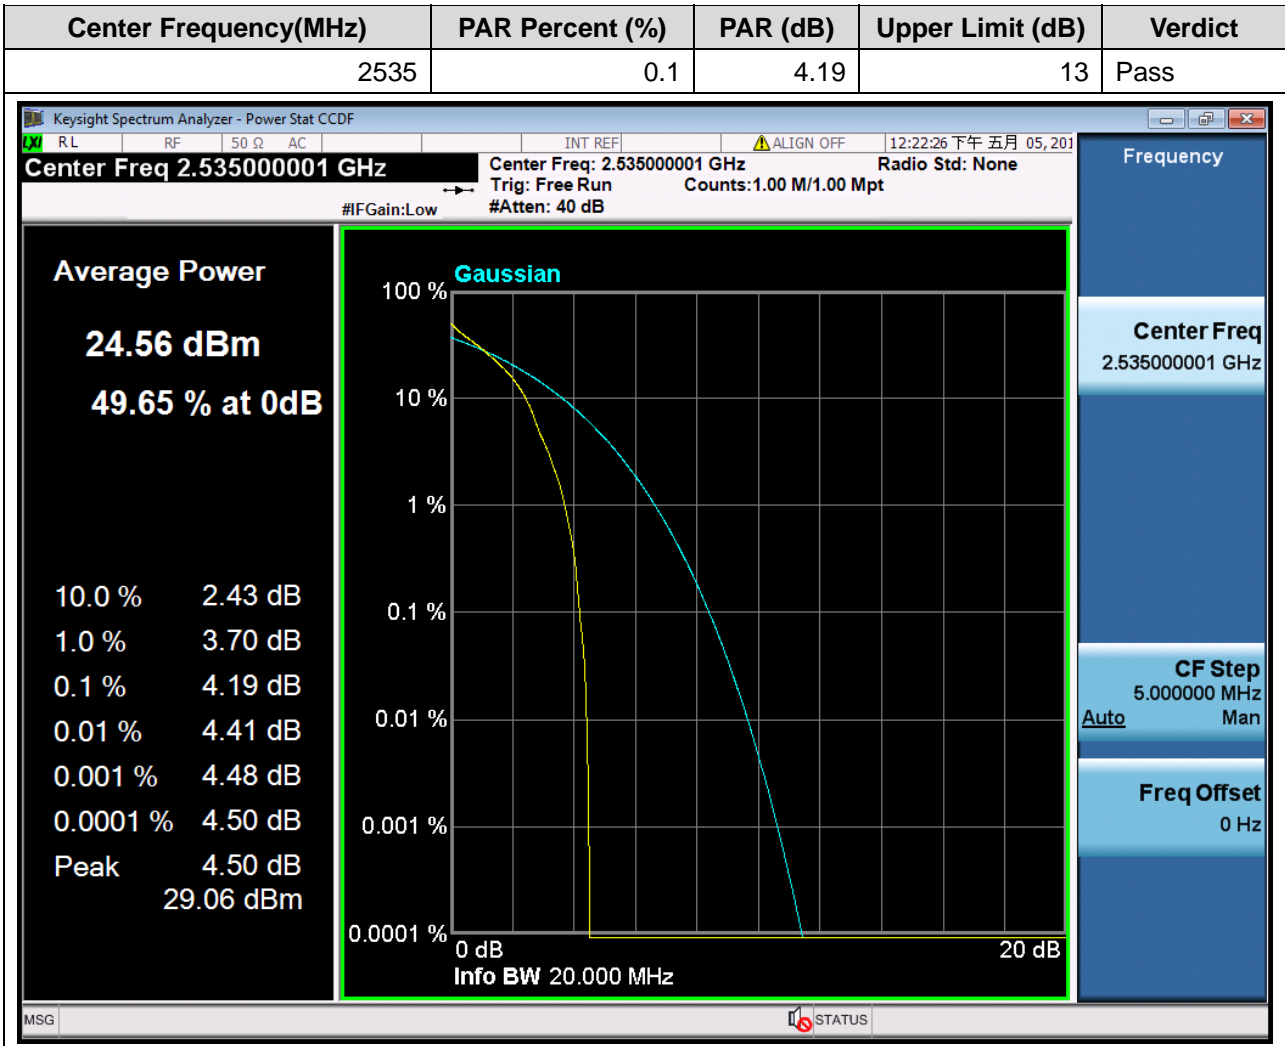 Center Frequency(MHz) PAR Percent (%) PAR (dB) Upper Limit (dB) Verdict
2535 0.1 4.19 13 Pass
Keysight Spectrum Analyzer - Power Stat CCDF
LXI RL RF 50 Ω AC INT REF ALIGN OFF 12:22:26 下午 五月 05, 201
Center Freq 2.535000001 GHz
Center Freq: 2.535000001 GHz Radio Std: None
Trig: Free Run Counts:1.00 M/1.00 Mpt
#IFGain:Low #Atten: 40 dB
Average Power
24.56 dBm
49.65 % at 0dB
10.0 % 2.43 dB
1.0 % 3.70 dB
0.1 % 4.19 dB
0.01 % 4.41 dB
0.001 % 4.48 dB
0.0001 % 4.50 dB
Peak 4.50 dB
29.06 dBm
Gaussian
100 %
10 %
1 %
0.1 %
0.01 %
0.001 %
0.0001 %
0 dB 20 dB
Info BW 20.000 MHz
Frequency
Center Freq
2.535000001 GHz
CF Step
5.000000 MHz
Auto Man
Freq Offset
0 Hz
MSG STATUS